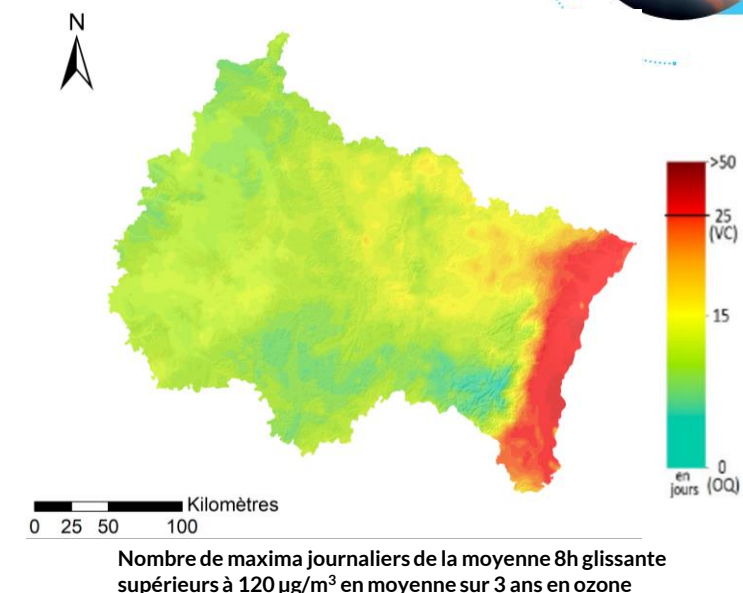 N
>50
25
(VC)
15
0
en
jours (OQ)
Kilomètres
0 25 50 100
Nombre de maxima journaliers de la moyenne 8h glissante
supérieurs à 120 µg/m³ en moyenne sur 3 ans en ozone